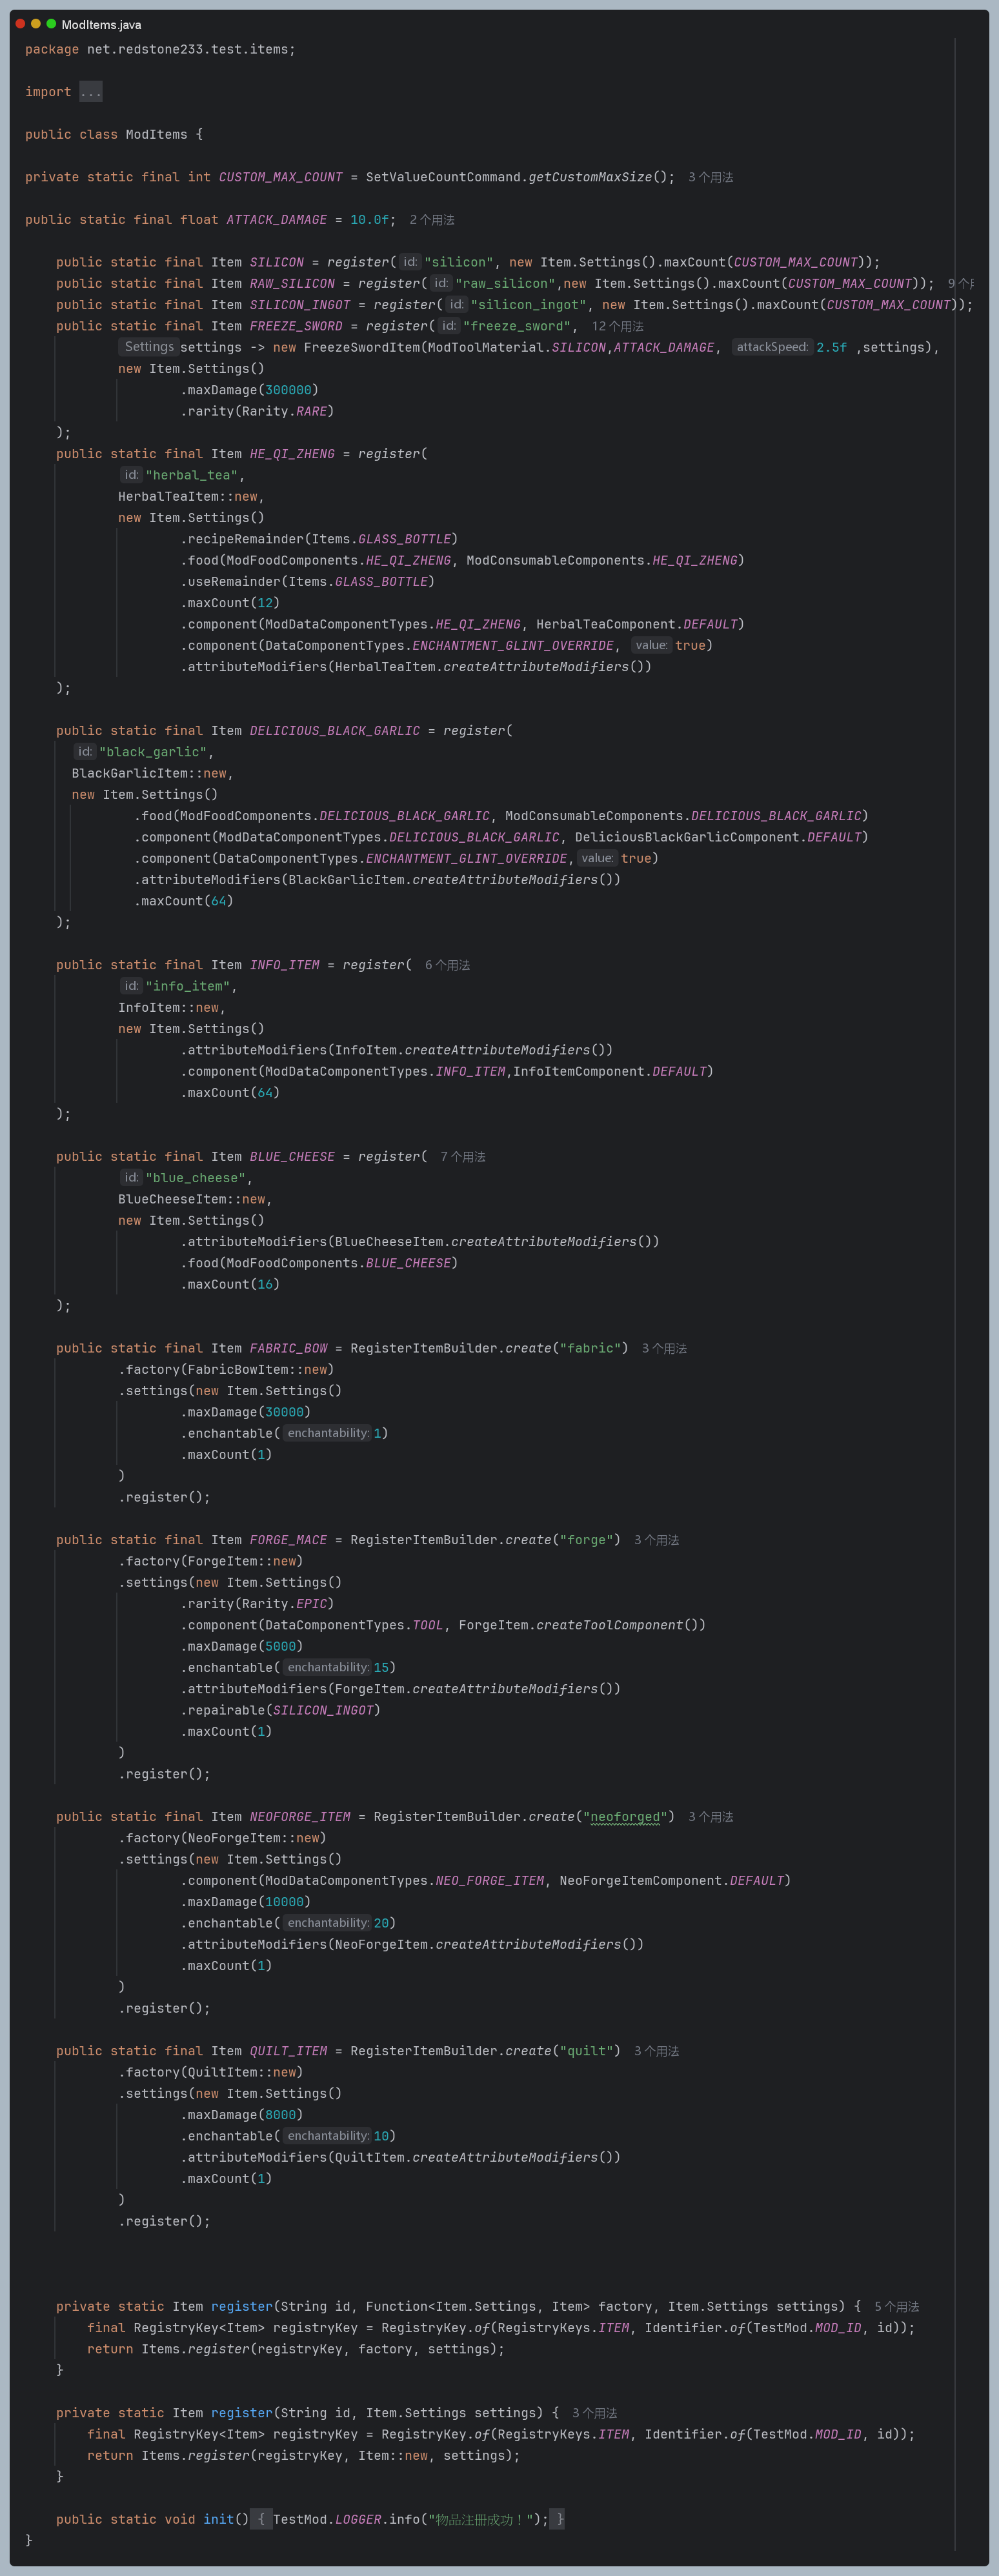 ModItems.java
package net.redstone233.test.items;
import ...
public class ModItems {
private static final int CUSTOM_MAX_COUNT = SetValueCountCommand.getCustomMaxSize(); 3 个用法
public static final float ATTACK_DAMAGE = 10.0f; 2 个用法
public static final Item SILICON = register( id: "silicon", new Item.Settings().maxCount(CUSTOM_MAX_COUNT));
public static final Item RAW_SILICON = register( id: "raw_silicon",new Item.Settings().maxCount(CUSTOM_MAX_COUNT)); 9 个
public static final Item SILICON_INGOT = register( id: "silicon_ingot", new Item.Settings().maxCount(CUSTOM_MAX_COUNT));
public static final Item FREEZE_SWORD = register( id: "freeze_sword", 12 个用法
Settings settings -> new FreezeSwordItem(ModToolMaterial.SILICON,ATTACK_DAMAGE, attackSpeed: 2.5f ,settings),
new Item.Settings()
.maxDamage(300000)
.rarity(Rarity.RARE)
);
public static final Item HE_QI_ZHENG = register(
id: "herbal_tea",
HerbalTeaItem::new,
new Item.Settings()
.recipeRemainder(Items.GLASS_BOTTLE)
.food(ModFoodComponents.HE_QI_ZHENG, ModConsumableComponents.HE_QI_ZHENG)
.useRemainder(Items.GLASS_BOTTLE)
.maxCount(12)
.component(ModDataComponentTypes.HE_QI_ZHENG, HerbalTeaComponent.DEFAULT)
.component(DataComponentTypes.ENCHANTMENT_GLINT_OVERRIDE, value: true)
.attributeModifiers(HerbalTeaItem.createAttributeModifiers())
);
public static final Item DELICIOUS_BLACK_GARLIC = register(
id: "black_garlic",
BlackGarlicItem::new,
new Item.Settings()
.food(ModFoodComponents.DELICIOUS_BLACK_GARLIC, ModConsumableComponents.DELICIOUS_BLACK_GARLIC)
.component(ModDataComponentTypes.DELICIOUS_BLACK_GARLIC, DeliciousBlackGarlicComponent.DEFAULT)
.component(DataComponentTypes.ENCHANTMENT_GLINT_OVERRIDE, value: true)
.attributeModifiers(BlackGarlicItem.createAttributeModifiers())
.maxCount(64)
);
public static final Item INFO_ITEM = register( 6 个用法
id: "info_item",
InfoItem::new,
new Item.Settings()
.attributeModifiers(InfoItem.createAttributeModifiers())
.component(ModDataComponentTypes.INFO_ITEM,InfoItemComponent.DEFAULT)
.maxCount(64)
);
public static final Item BLUE_CHEESE = register( 7 个用法
id: "blue_cheese",
BlueCheeseItem::new,
new Item.Settings()
.attributeModifiers(BlueCheeseItem.createAttributeModifiers())
.food(ModFoodComponents.BLUE_CHEESE)
.maxCount(16)
);
public static final Item FABRIC_BOW = RegisterItemBuilder.create("fabric") 3 个用法
.factory(FabricBowItem::new)
.settings(new Item.Settings()
.maxDamage(30000)
.enchantable( enchantability: 1)
.maxCount(1)
)
.register();
public static final Item FORGE_MACE = RegisterItemBuilder.create("forge") 3 个用法
.factory(ForgeItem::new)
.settings(new Item.Settings()
.rarity(Rarity.EPIC)
.component(DataComponentTypes.TOOL, ForgeItem.createToolComponent())
.maxDamage(5000)
.enchantable( enchantability: 15)
.attributeModifiers(ForgeItem.createAttributeModifiers())
.repairable(SILICON_INGOT)
.maxCount(1)
)
.register();
public static final Item NEOFORGE_ITEM = RegisterItemBuilder.create("neoforged") 3 个用法
.factory(NeoForgeItem::new)
.settings(new Item.Settings()
.component(ModDataComponentTypes.NEO_FORGE_ITEM, NeoForgeItemComponent.DEFAULT)
.maxDamage(10000)
.enchantable( enchantability: 20)
.attributeModifiers(NeoForgeItem.createAttributeModifiers())
.maxCount(1)
)
.register();
public static final Item QUILT_ITEM = RegisterItemBuilder.create("quilt") 3 个用法
.factory(QuiltItem::new)
.settings(new Item.Settings()
.maxDamage(8000)
.enchantable( enchantability: 10)
.attributeModifiers(QuiltItem.createAttributeModifiers())
.maxCount(1)
)
.register();
private static Item register(String id, Function<Item.Settings, Item> factory, Item.Settings settings) { 5 个用法
final RegistryKey<Item> registryKey = RegistryKey.of(RegistryKeys.ITEM, Identifier.of(TestMod.MOD_ID, id));
return Items.register(registryKey, factory, settings);
}
private static Item register(String id, Item.Settings settings) { 3 个用法
final RegistryKey<Item> registryKey = RegistryKey.of(RegistryKeys.ITEM, Identifier.of(TestMod.MOD_ID, id));
return Items.register(registryKey, Item::new, settings);
}
public static void init() { TestMod.LOGGER.info("物品注册成功！"); }
}